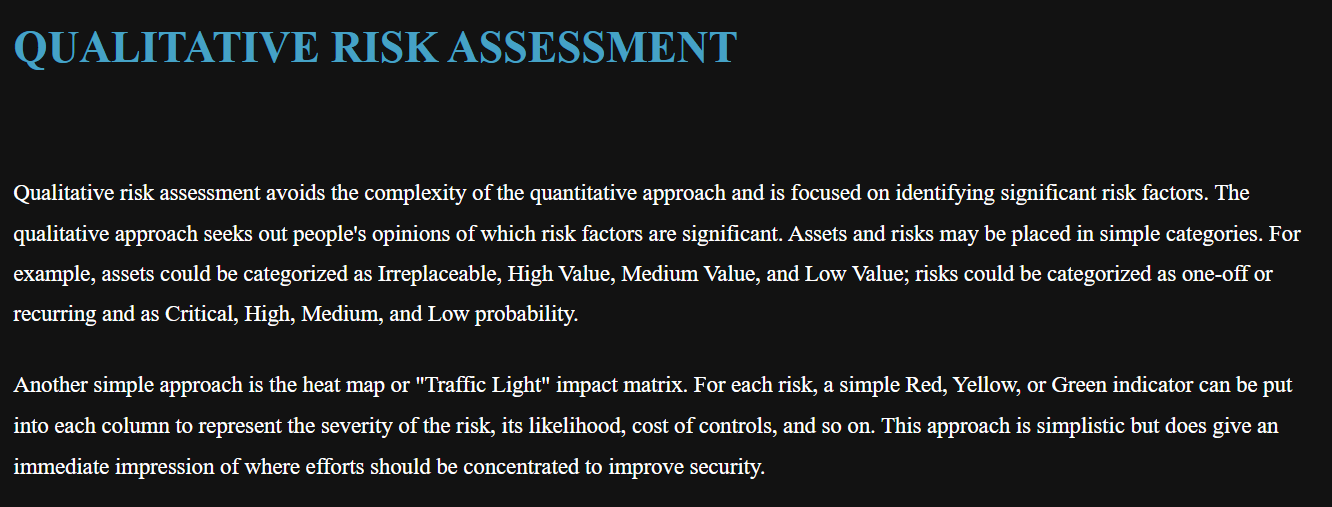 QUALITATIVE RISK ASSESSMENT
Qualitative risk assessment avoids the complexity of the quantitative approach and is focused on identifying significant risk factors. The
qualitative approach seeks out people's opinions of which risk factors are significant. Assets and risks may be placed in simple categories. For
example, assets could be categorized as Irreplaceable, High Value, Medium Value, and Low Value; risks could be categorized as one-off or
recurring and as Critical, High, Medium, and Low probability.
Another simple approach is the heat map or "Traffic Light" impact matrix. For each risk, a simple Red, Yellow, or Green indicator can be put
into each column to represent the severity of the risk, its likelihood, cost of controls, and so on. This approach is simplistic but does give an
immediate impression of where efforts should be concentrated to improve security.